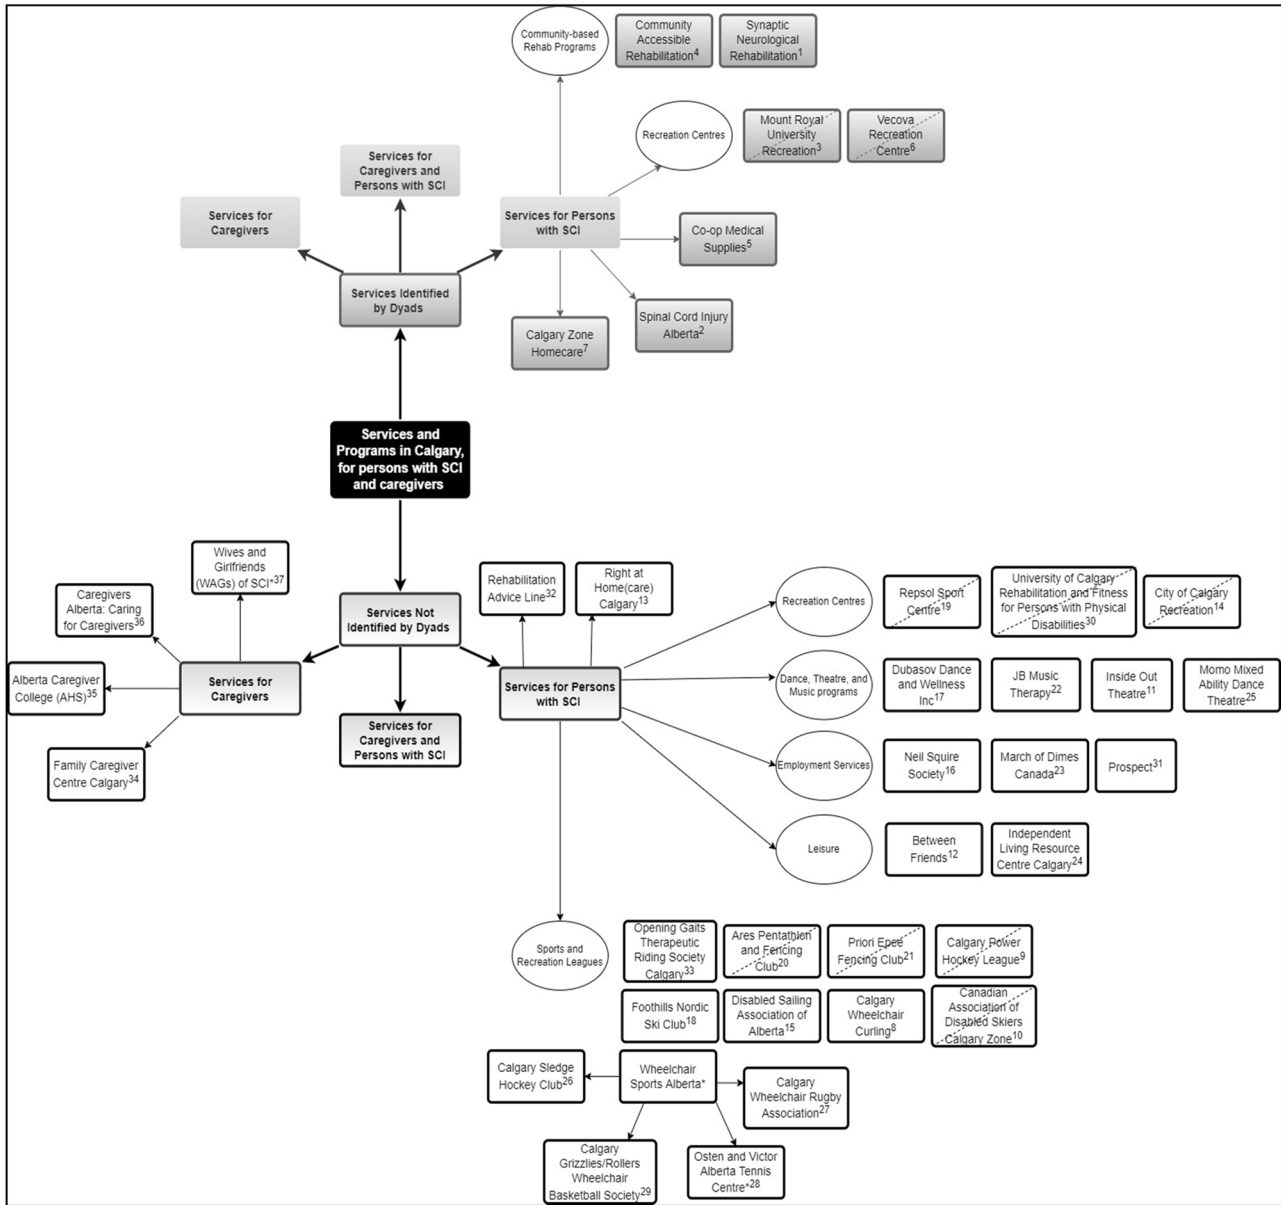 Community-based
Rehab Programs
Community
Accessible
Rehabilitation4
Synaptic
Neurological
Rehabilitation1
Recreation Centres
Mount Royal
University
Recreation3
Vecova
Recreation
Centre6
Services for
Caregivers and
Persons with SCI
Services for
Caregivers
Services for Persons
with SCI
Co-op Medical
Supplies5
Services Identified
by Dyads
Spinal Cord Injury
Alberta2
Calgary Zone
Homecare7
Services and
Programs in Calgary,
for persons with SCI
and caregivers
Wives and
Girlfriends
(WAGs) of SCI*37
Caregivers
Alberta: Caring
for Caregivers36
Alberta Caregiver
College (AHS)35
Family Caregiver
Centre Calgary34
Services for
Caregivers
Services Not
Identified by Dyads
Services for
Caregivers and
Persons with SCI
Rehabilitation
Advice Line32
Right at
Home(care)
Calgary13
Services for Persons
with SCI
Recreation Centres
Repsol Sport
Centre19
University of Calgary
Rehabilitation and Fitness
for Persons with Physical
Disabilities30
City of Calgary
Recreation14
Dance, Theatre, and
Music programs
Dubasov Dance
and Wellness
Inc17
JB Music
Therapy22
Inside Out
Theatre11
Momo Mixed
Ability Dance
Theatre25
Employment Services
Neil Squire
Society16
March of Dimes
Canada23
Prospect31
Leisure
Between
Friends12
Independent
Living Resource
Centre Calgary24
Sports and
Recreation Leagues
Opening Gaits
Therapeutic
Riding Society
Calgary33
Ares Pentathlon
and Fencing
Club20
Priori Epee
Fencing Club21
Calgary Power
Hockey League9
Foothills Nordic
Ski Club18
Disabled Sailing
Association of
Alberta15
Calgary
Wheelchair
Curling8
Canadian
Association of
Disabled Skiers
Calgary Zone10
Calgary Sledge
Hockey Club26
Wheelchair
Sports Alberta*
Calgary
Wheelchair Rugby
Association27
Calgary
Grizzlies/Rollers
Wheelchair
Basketball Society29
Osten and Victor
Alberta Tennis
Centre*28